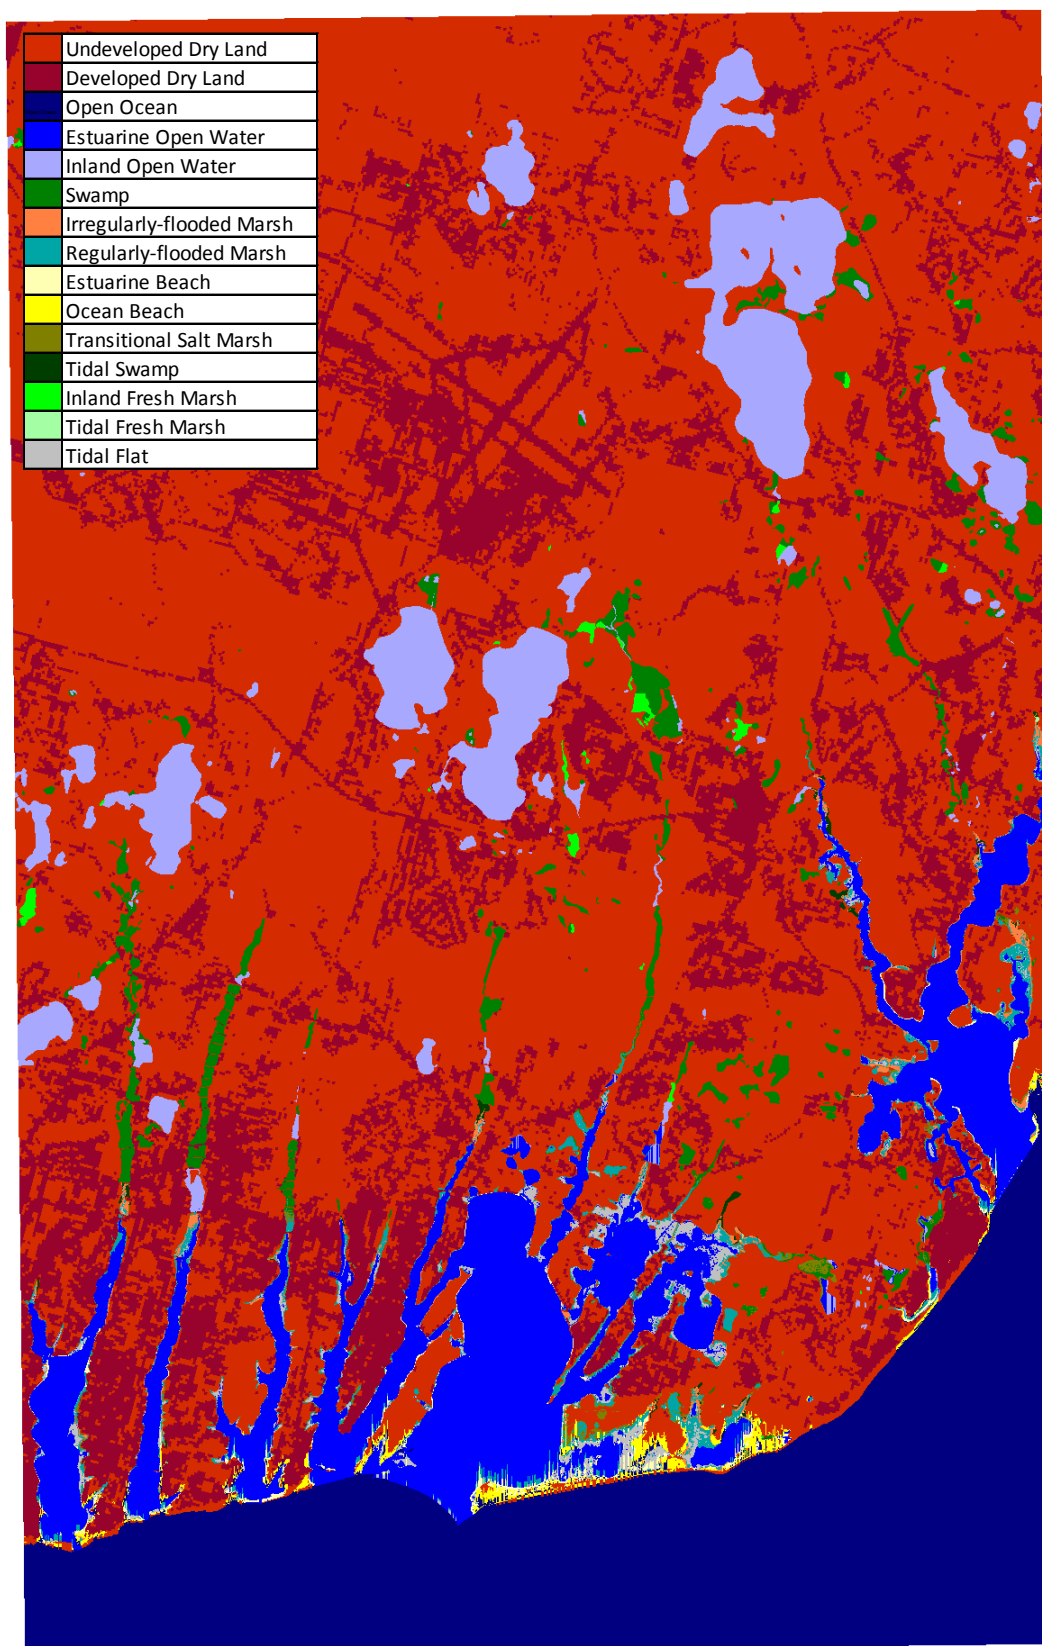 Undeveloped Dry Land
Developed Dry Land
Open Ocean
Estuarine Open Water
Inland Open Water
Swamp
Irregularly-flooded Marsh
Regularly-flooded Marsh
Estuarine Beach
Ocean Beach
Transitional Salt Marsh
Tidal Swamp
Inland Fresh Marsh
Tidal Fresh Marsh
Tidal Flat